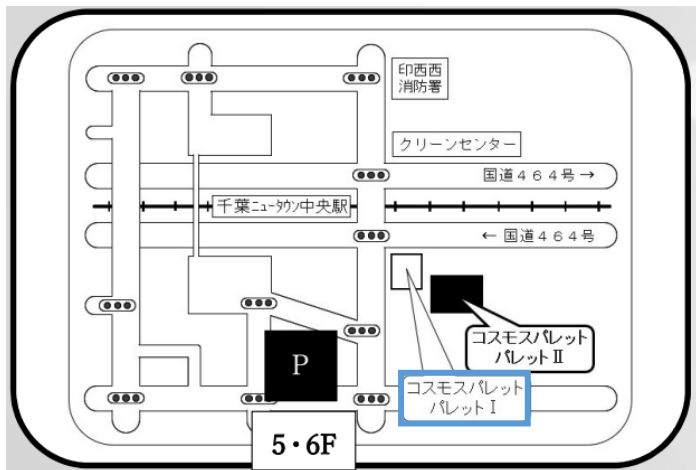 印西西
消防署
クリーンセンター
国道464号→
千葉ニュータウン中央駅
← 国道464号
コスモスパレット
パレットⅡ
P
コスモスパレット
パレットⅠ
5・6F